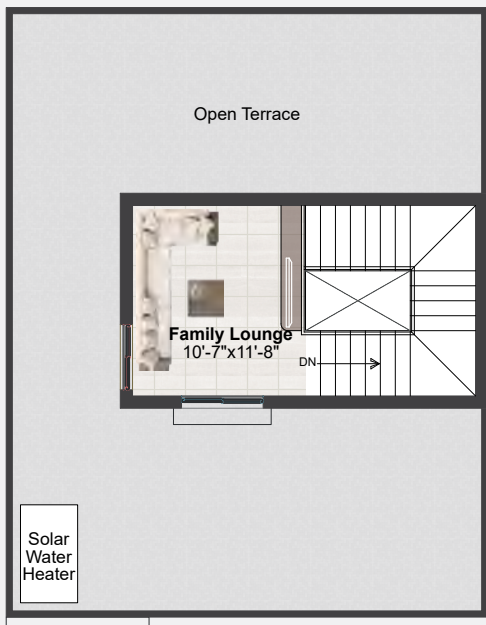 Open Terrace
Family Lounge
10'-7"x11'-8"
DN
Solar
Water
Heater